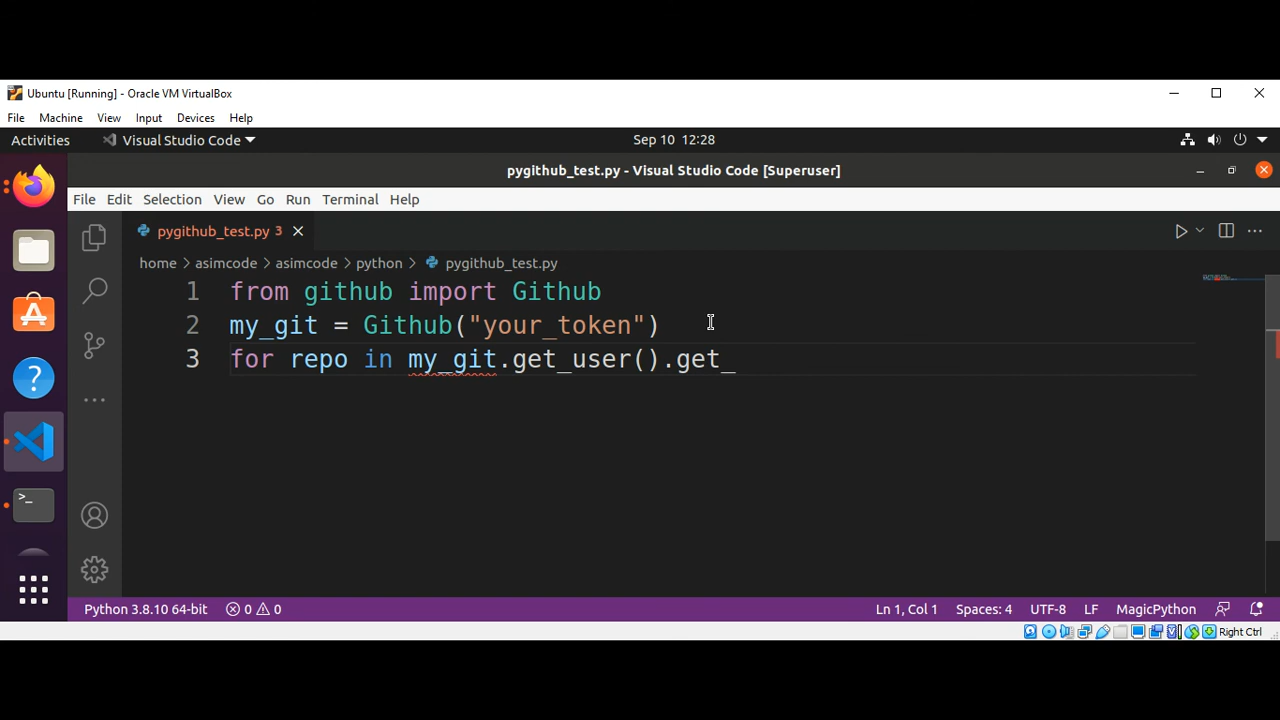 Ubuntu [Running] - Oracle VM VirtualBox
File Machine View Input Devices Help
Activities Visual Studio Code Sep 10 12:28
pygithub_test.py - Visual Studio Code [Superuser]
File Edit Selection View Go Run Terminal Help
pygithub_test.py 3
home > asimcode > asimcode > python > pygithub_test.py
1 from github import Github
2 my_git = Github("your_token")
3 for repo in my_git.get_user().get_
Python 3.8.10 64-bit 0 0 Ln 1, Col 1 Spaces: 4 UTF-8 LF MagicPython
Right Ctrl